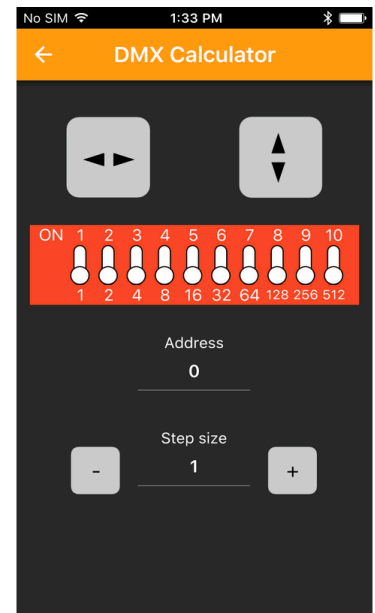 No SIM 1:33 PM
DMX Calculator
ON 1 2 3 4 5 6 7 8 9 10
1 2 4 8 16 32 64 128 256 512
Address
0
Step size
- 1 +